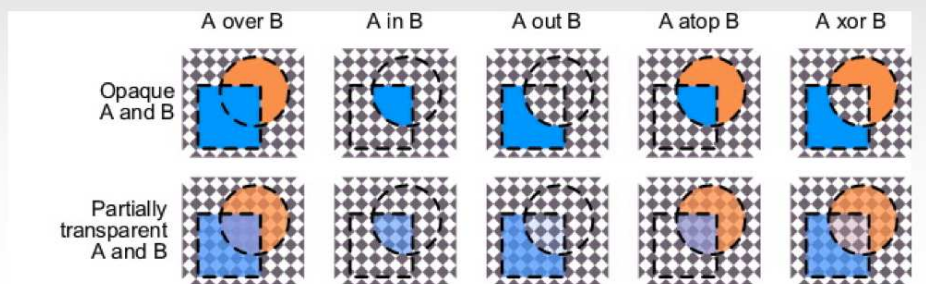 A over B
A in B
A out B
A atop B
A xor B
Opaque
A and B
Partially
transparent
A and B